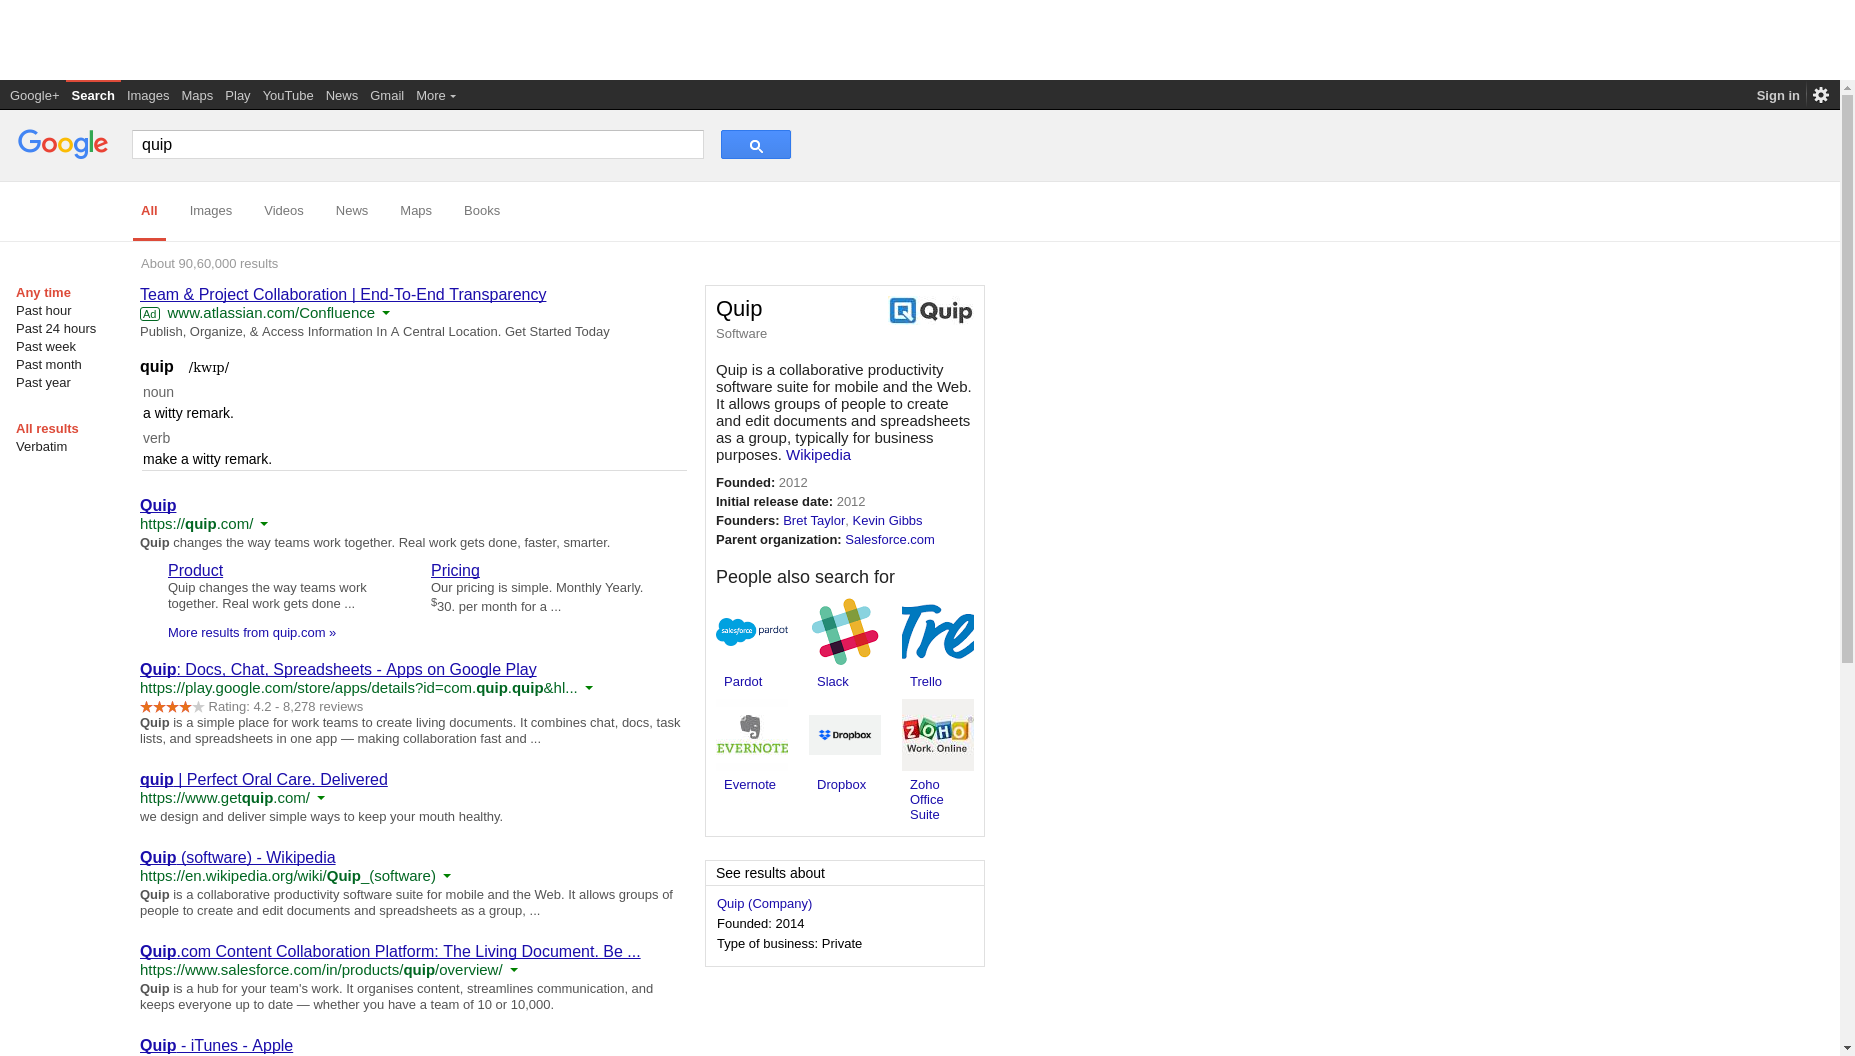 Google+ Search Images Maps Play YouTube News Gmail More Sign in
Google quip
All Images Videos News Maps Books
About 90,60,000 results
Any time
Past hour
Past 24 hours
Past week
Past month
Past year
All results
Verbatim
Team & Project Collaboration | End-To-End Transparency
Ad www.atlassian.com/Confluence
Publish, Organize, & Access Information In A Central Location. Get Started Today
quip /kwɪp/
noun
a witty remark.
verb
make a witty remark.
Quip
https://quip.com/
Quip changes the way teams work together. Real work gets done, faster, smarter.
Product
Quip changes the way teams work
together. Real work gets done ...
Pricing
Our pricing is simple. Monthly Yearly.
$30. per month for a ...
More results from quip.com »
Quip: Docs, Chat, Spreadsheets - Apps on Google Play
https://play.google.com/store/apps/details?id=com.quip.quip&hl...
Rating: 4.2 - 8,278 reviews
Quip is a simple place for work teams to create living documents. It combines chat, docs, task
lists, and spreadsheets in one app — making collaboration fast and ...
quip | Perfect Oral Care. Delivered
https://www.getquip.com/
we design and deliver simple ways to keep your mouth healthy.
Quip (software) - Wikipedia
https://en.wikipedia.org/wiki/Quip_(software)
Quip is a collaborative productivity software suite for mobile and the Web. It allows groups of
people to create and edit documents and spreadsheets as a group, ...
Quip.com Content Collaboration Platform: The Living Document. Be ...
https://www.salesforce.com/in/products/quip/overview/
Quip is a hub for your team's work. It organises content, streamlines communication, and
keeps everyone up to date — whether you have a team of 10 or 10,000.
Quip - iTunes - Apple
Quip
Quip
Software
Quip is a collaborative productivity
software suite for mobile and the Web.
It allows groups of people to create
and edit documents and spreadsheets
as a group, typically for business
purposes. Wikipedia
Founded: 2012
Initial release date: 2012
Founders: Bret Taylor, Kevin Gibbs
Parent organization: Salesforce.com
People also search for
salesforce pardot
Tre
Pardot Slack Trello
EVERNOTE
Dropbox
ZOHO
Work. Online
Evernote Dropbox Zoho
Office
Suite
See results about
Quip (Company)
Founded: 2014
Type of business: Private